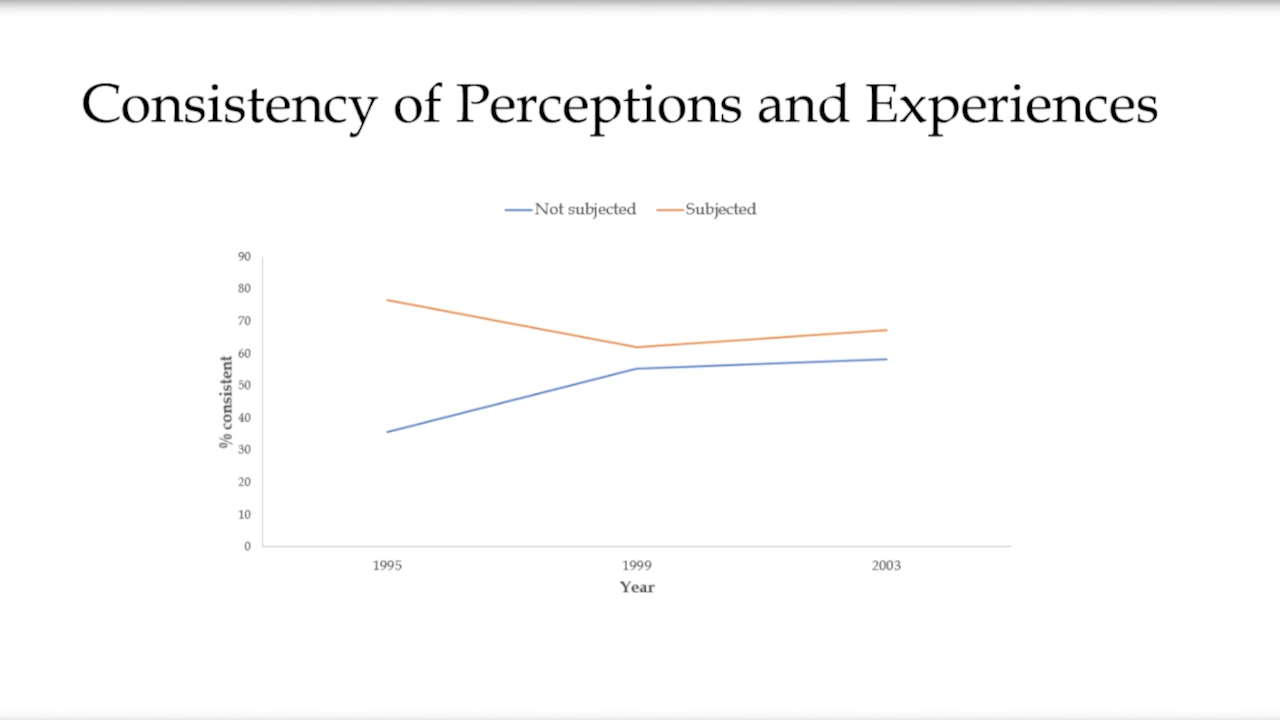 Consistency of Perceptions and Experiences
Not subjected Subjected
90
80
70
60
50
40
30
20
10
0
% consistent
1995 1999 2003
Year